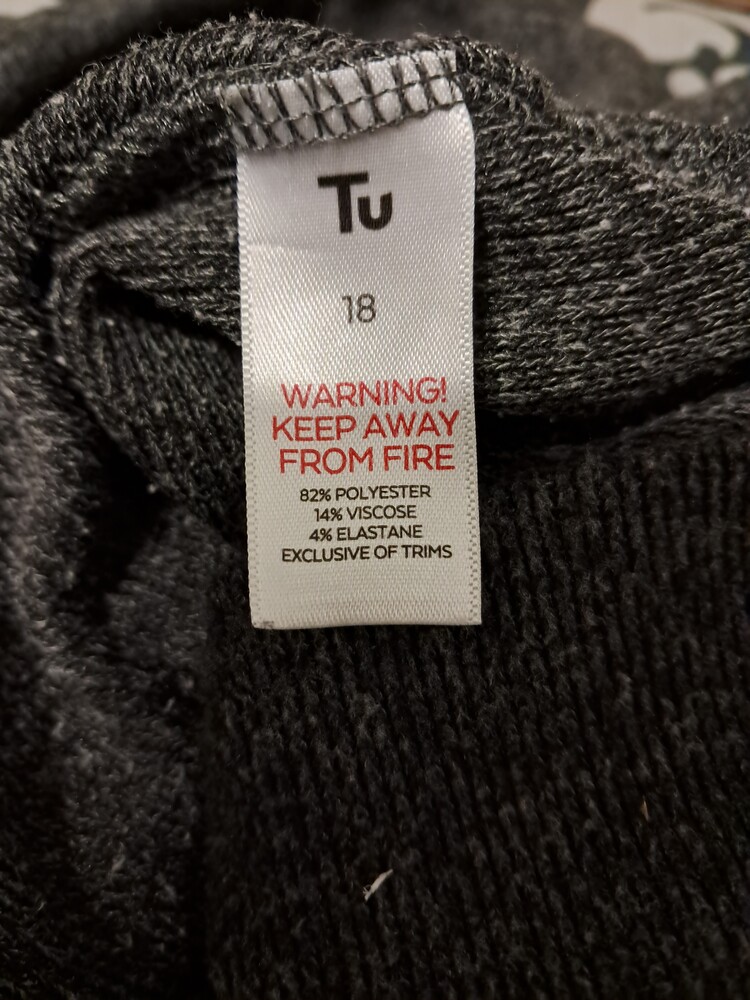 Tu
18
WARNING!
KEEP AWAY
FROM FIRE
82% POLYESTER
14% VISCOSE
4% ELASTANE
EXCLUSIVE OF TRIMS